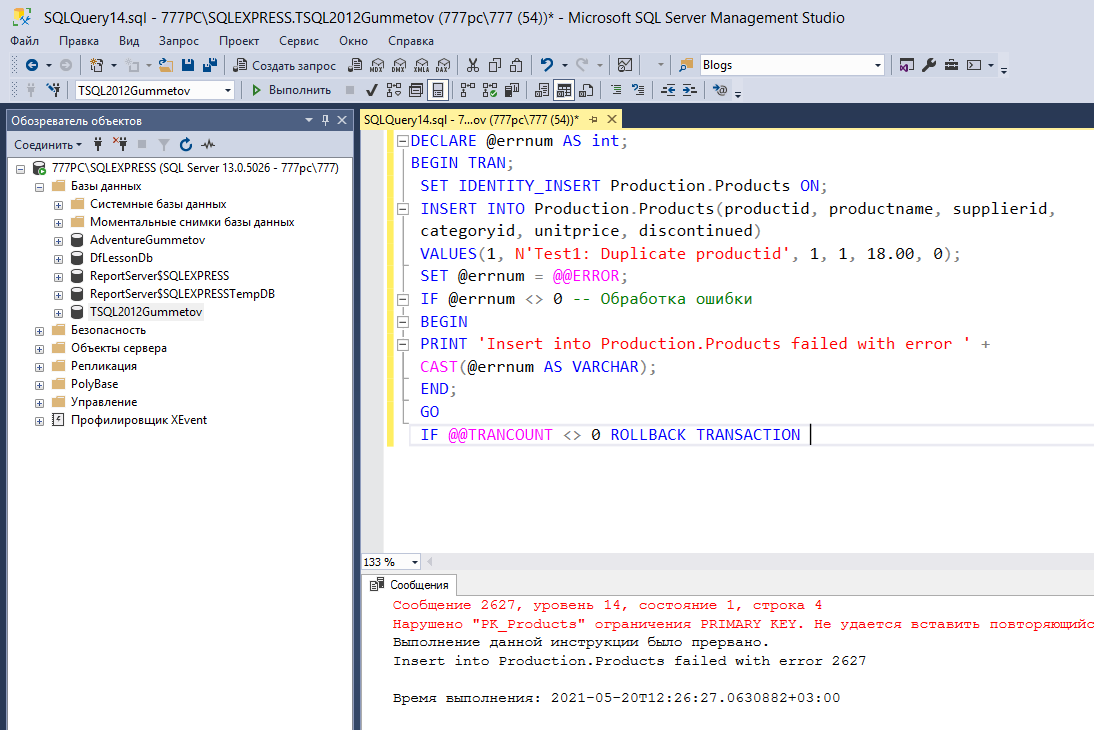 SQLQuery14.sql - 777PC\SQLEXPRESS.TSQL2012Gummetov (777pc\777 (54))* - Microsoft SQL Server Management Studio
Файл Правка Вид Запрос Проект Сервис Окно Справка
Создать запрос MDX DMX XMLA DAX Blogs
TSQL2012Gummetov Выполнить
Обозреватель объектов
SQLQuery14.sql - 7...ov (777pc\777 (54))*
Соединить
777PC\SQLEXPRESS (SQL Server 13.0.5026 - 777pc\777)
Базы данных
Системные базы данных
Моментальные снимки базы данных
AdventureGummetov
DfLessonDb
ReportServer$SQLEXPRESS
ReportServer$SQLEXPRESSTempDB
TSQL2012Gummetov
Безопасность
Объекты сервера
Репликация
PolyBase
Управление
Профилировщик XEvent
DECLARE @errnum AS int;
BEGIN TRAN;
SET IDENTITY_INSERT Production.Products ON;
INSERT INTO Production.Products(productid, productname, supplierid,
categoryid, unitprice, discontinued)
VALUES(1, N'Test1: Duplicate productid', 1, 1, 18.00, 0);
SET @errnum = @@ERROR;
IF @errnum <> 0 -- Обработка ошибки
BEGIN
PRINT 'Insert into Production.Products failed with error ' +
CAST(@errnum AS VARCHAR);
END;
GO
IF @@TRANCOUNT <> 0 ROLLBACK TRANSACTION
133 %
Сообщения
Сообщение 2627, уровень 14, состояние 1, строка 4
Нарушено "PK_Products" ограничения PRIMARY KEY. Не удается вставить повторяющийс
Выполнение данной инструкции было прервано.
Insert into Production.Products failed with error 2627
Время выполнения: 2021-05-20T12:26:27.0630882+03:00